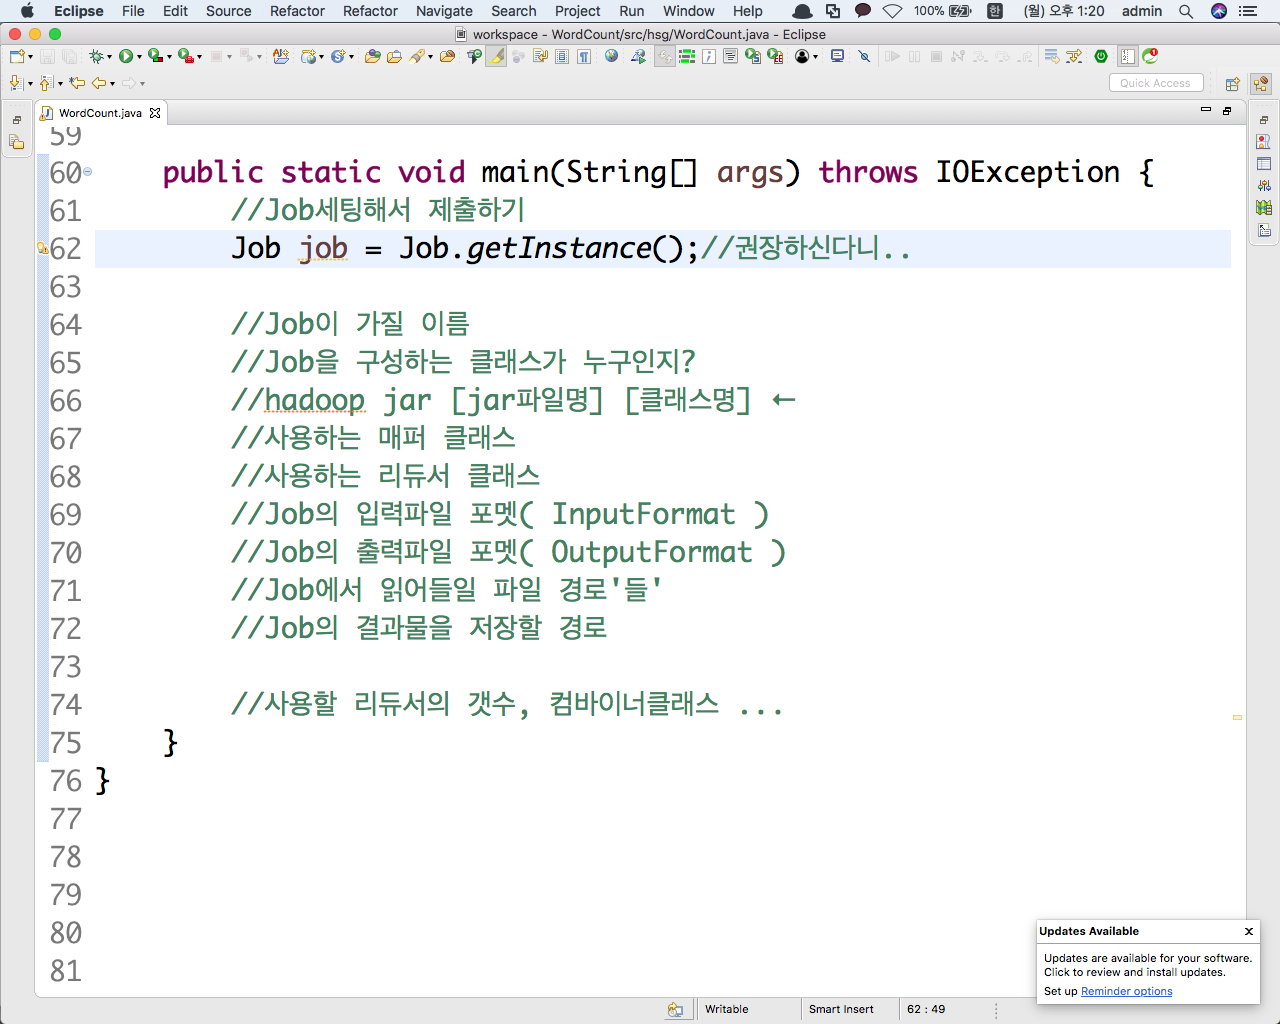 Eclipse File Edit Source Refactor Refactor Navigate Search Project Run Window Help 100% 한 (월) 오후 1:20 admin
workspace - WordCount/src/hsg/WordCount.java - Eclipse
Quick Access
WordCount.java
59
60 public static void main(String[] args) throws IOException {
61 //Job세팅해서 제출하기
62 Job job = Job.getInstance();//권장하신다니..
63
64 //Job이 가질 이름
65 //Job을 구성하는 클래스가 누구인지?
66 //hadoop jar [jar파일명] [클래스명] ←
67 //사용하는 매퍼 클래스
68 //사용하는 리듀서 클래스
69 //Job의 입력파일 포멧( InputFormat )
70 //Job의 출력파일 포멧( OutputFormat )
71 //Job에서 읽어들일 파일 경로'들'
72 //Job의 결과물을 저장할 경로
73
74 //사용할 리듀서의 갯수, 컴바이너클래스 ...
75 }
76 }
77
78
79
80
81
Updates Available
Updates are available for your software.
Click to review and install updates.
Set up Reminder options
Writable Smart Insert 62 : 49